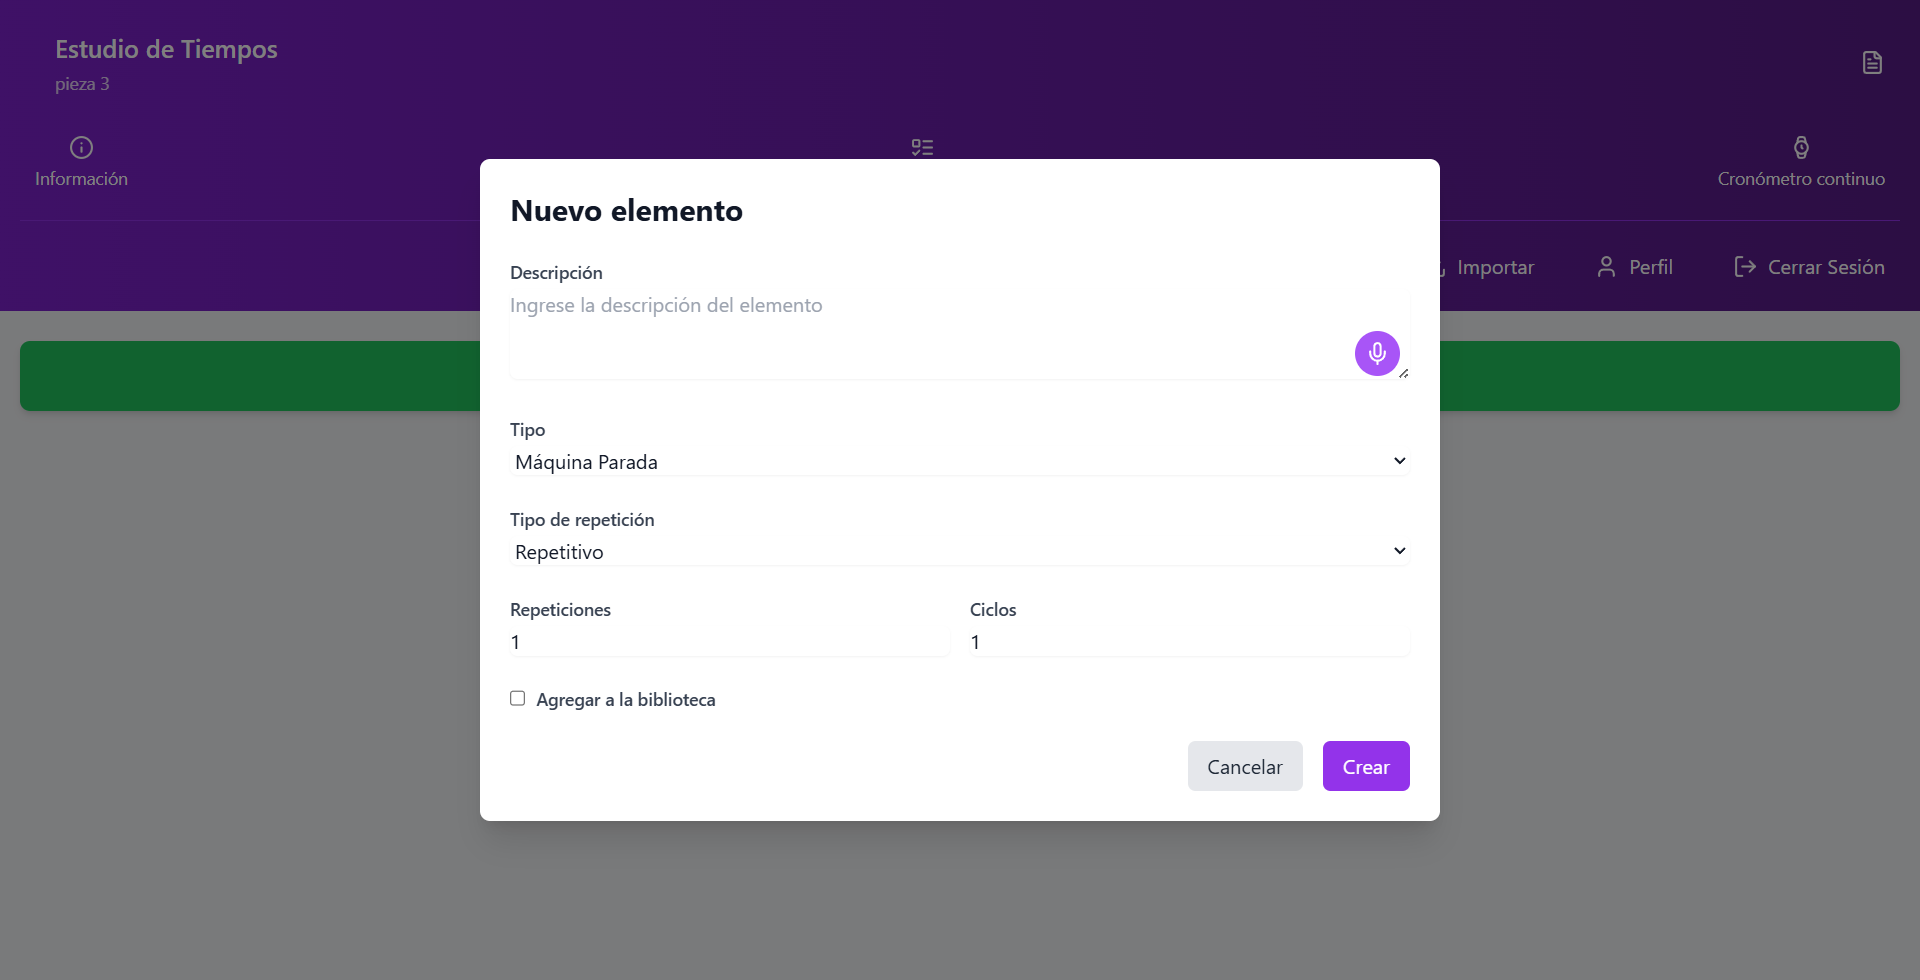 Estudio de Tiempos
pieza 3
Información
Cronómetro continuo
Importar
Perfil
Cerrar Sesión
Nuevo elemento
Descripción
Ingrese la descripción del elemento
Tipo
Máquina Parada
Tipo de repetición
Repetitivo
Repeticiones
Ciclos
1
1
Agregar a la biblioteca
Cancelar
Crear